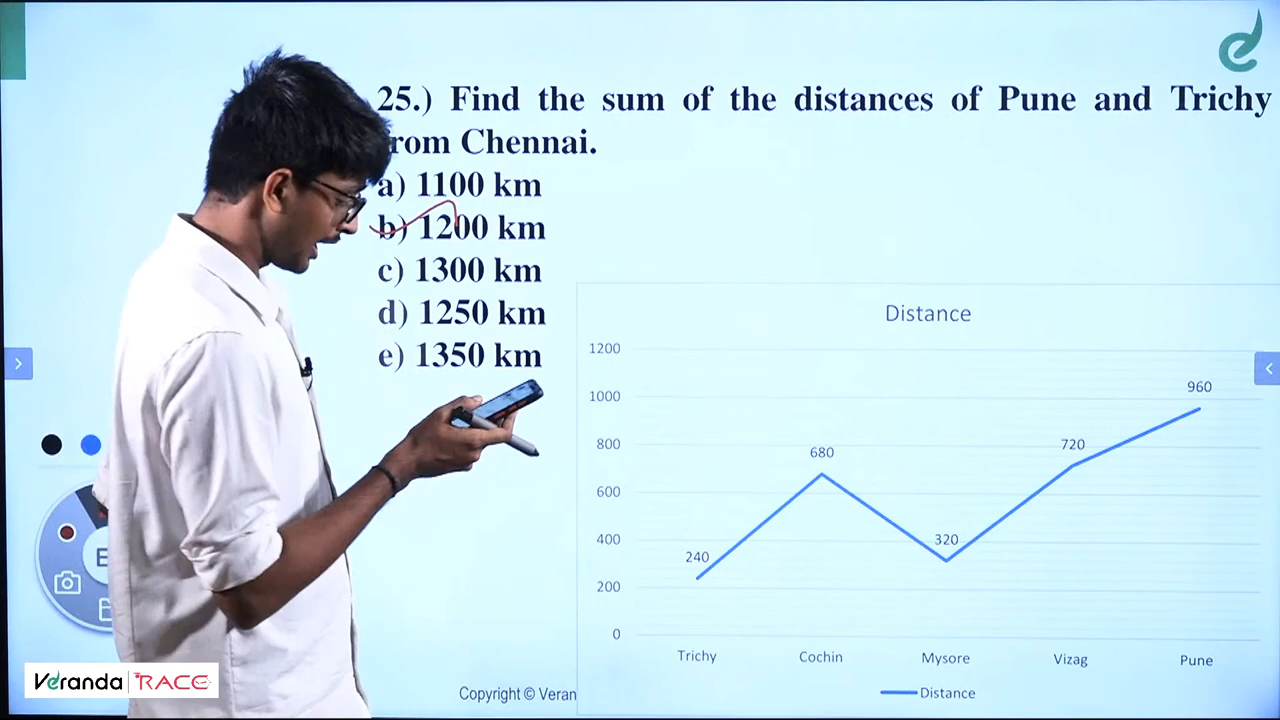 25.) Find the sum of the distances of Pune and Trichy
from Chennai.
a) 1100 km
b) 1200 km
c) 1300 km
d) 1250 km
e) 1350 km
Distance
1200
1000
800
600
400
200
0
240
680
320
720
960
Trichy Cochin Mysore Vizag Pune
Distance
Veranda RACE
Copyright © Veran